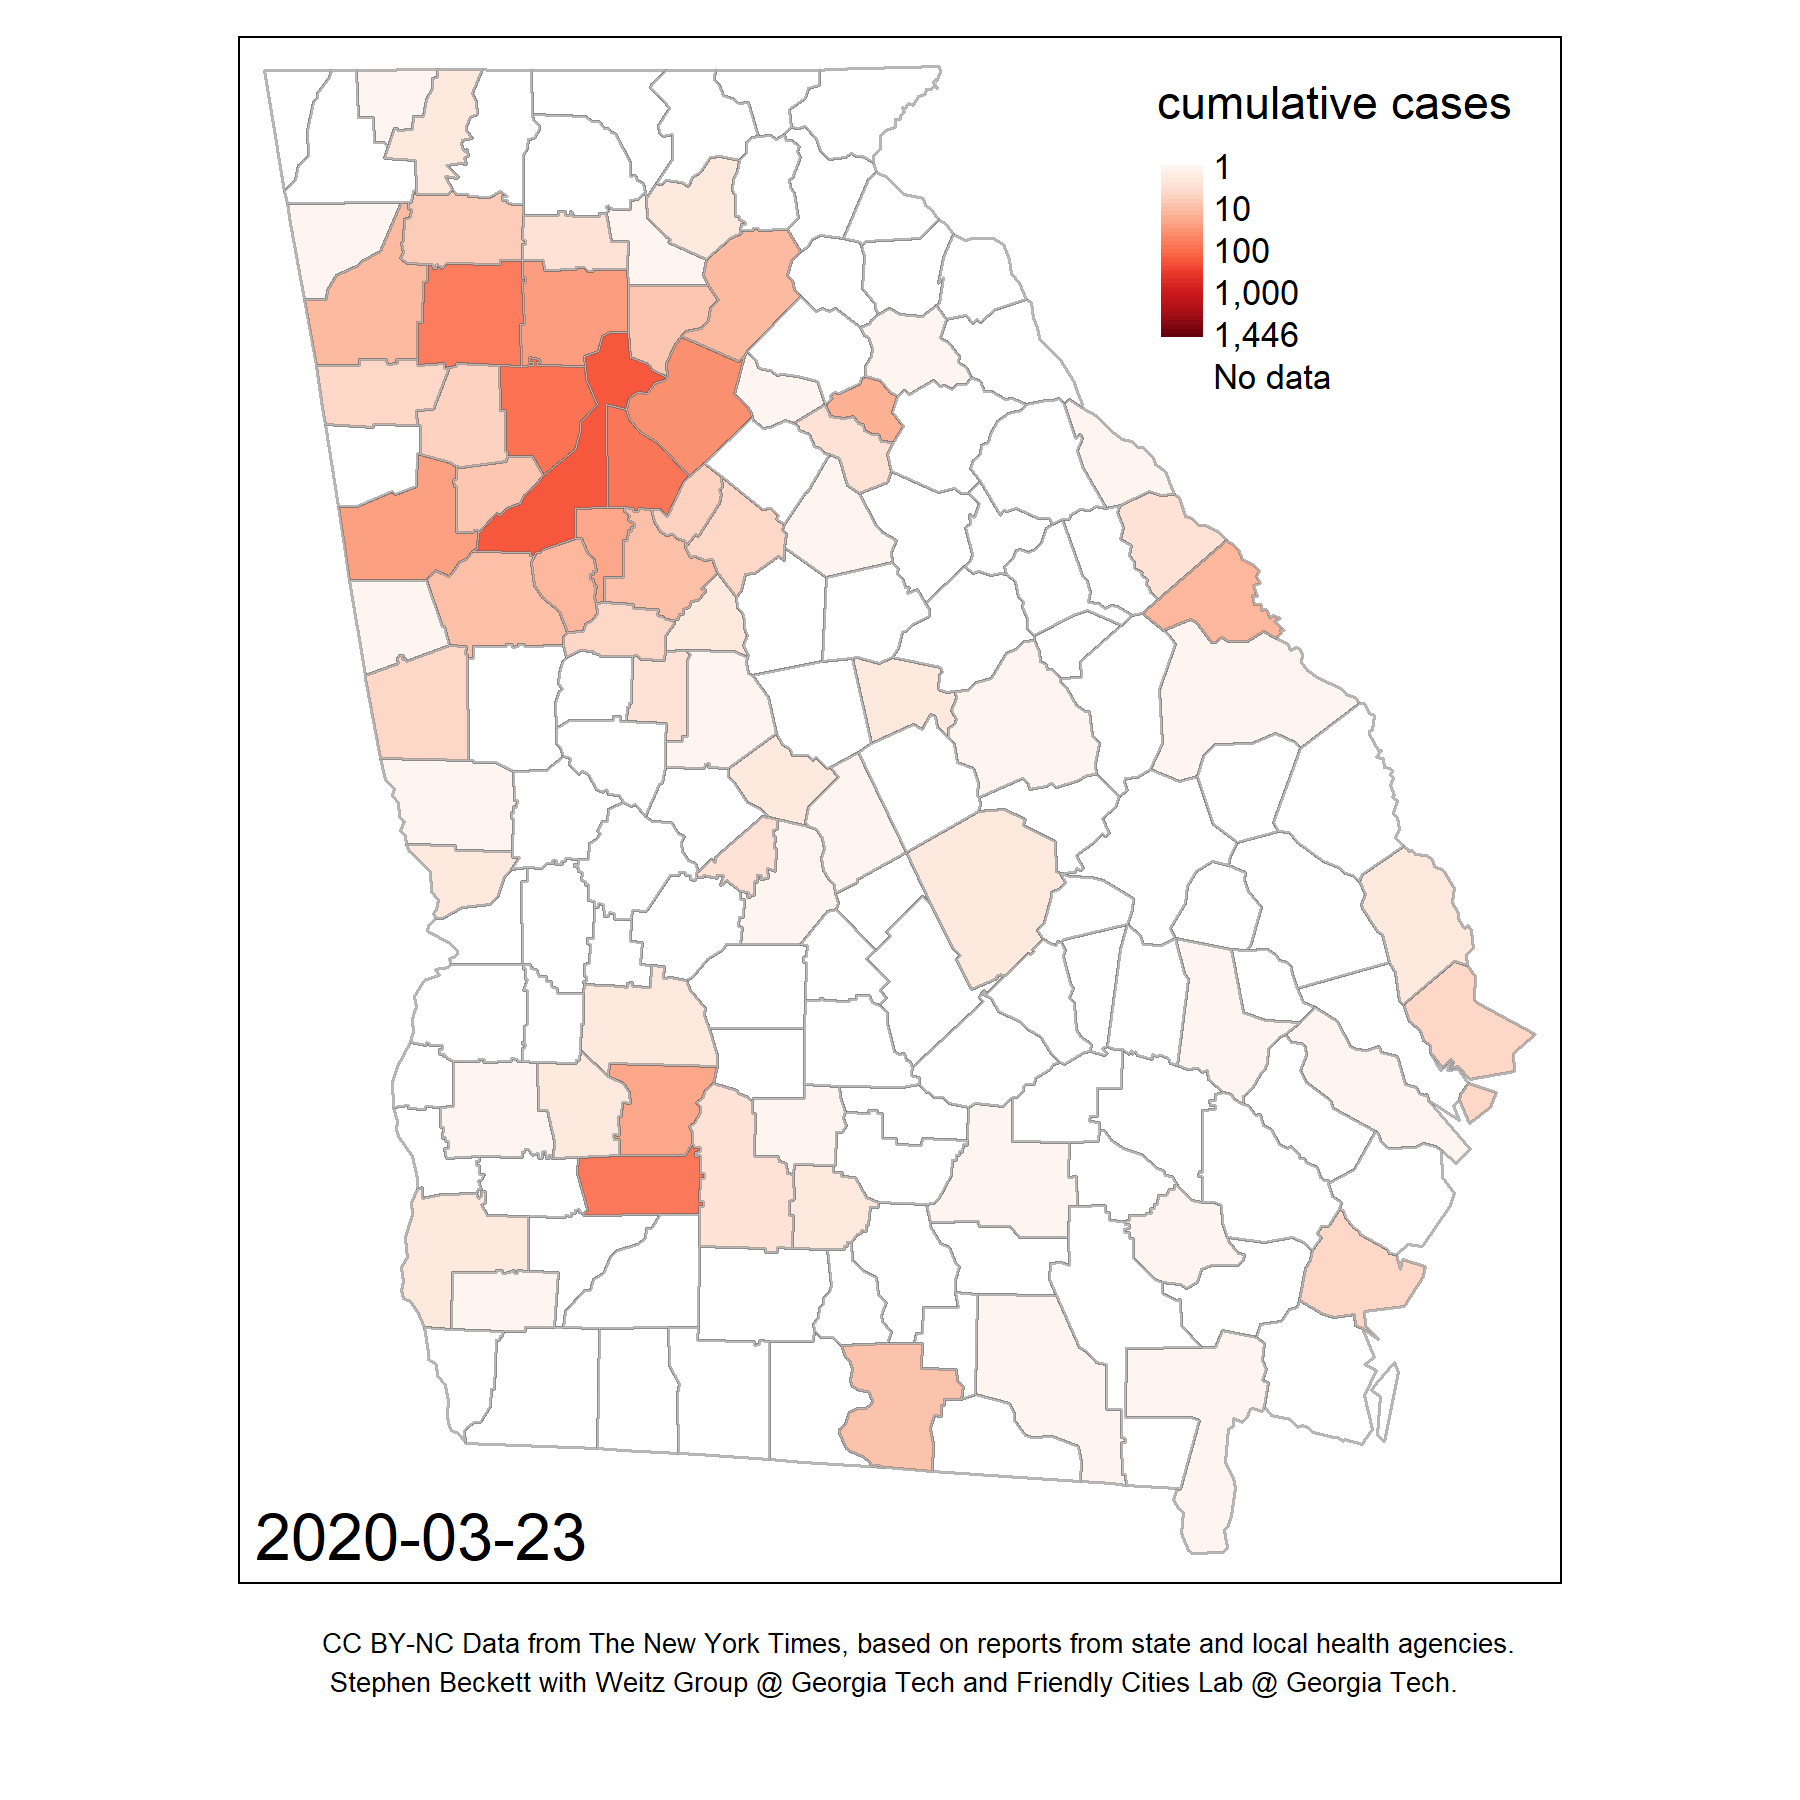 cumulative cases
1
10
100
1,000
1,446
No data
2020-03-23
CC BY-NC Data from The New York Times, based on reports from state and local health agencies.
Stephen Beckett with Weitz Group @ Georgia Tech and Friendly Cities Lab @ Georgia Tech.